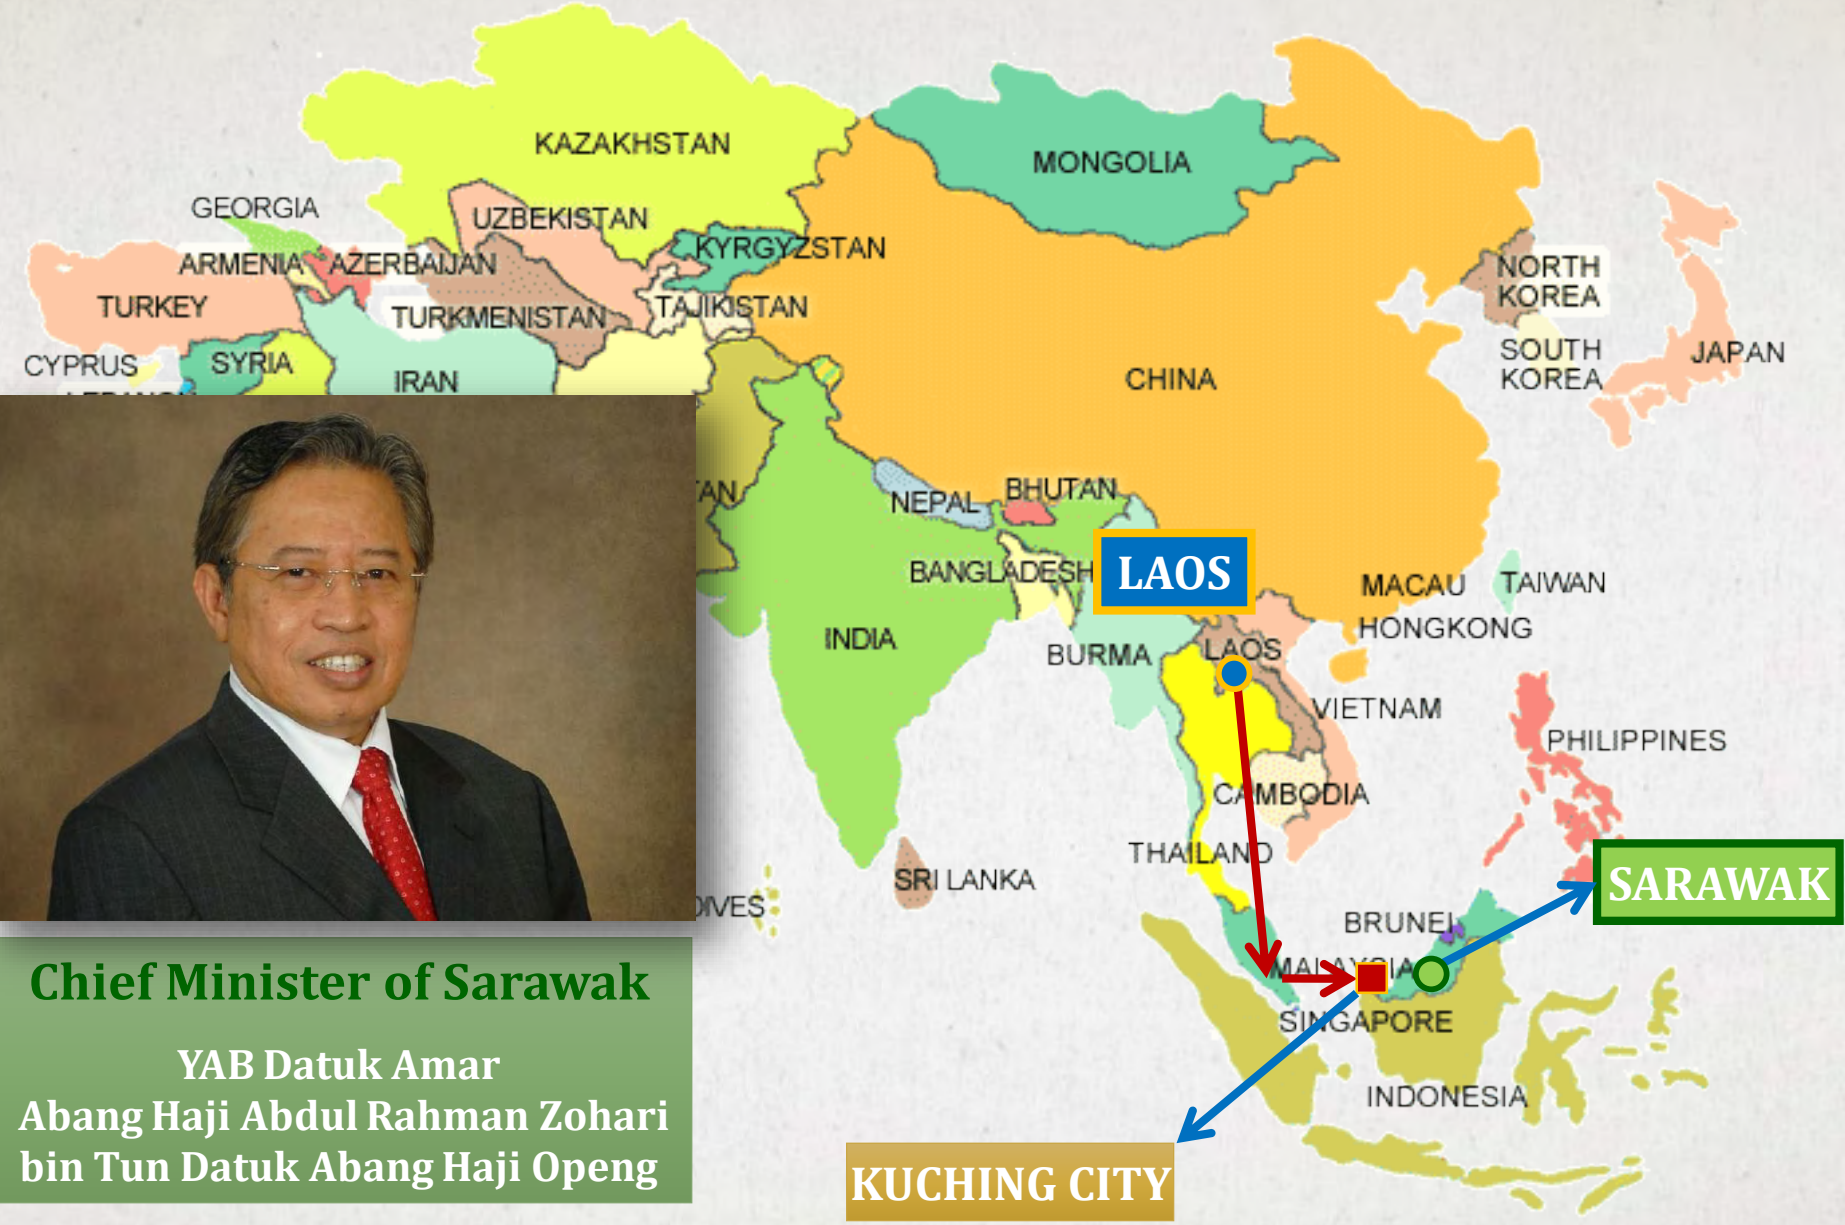 KAZAKHSTAN
MONGOLIA
GEORGIA
UZBEKISTAN
KYRGYZSTAN
ARMENIA
AZERBAIJAN
NORTH
KOREA
TURKEY
TURKMENISTAN
TAJIKISTAN
CYPRUS
SYRIA
IRAN
SOUTH
KOREA
JAPAN
CHINA
NEPAL
BHUTAN
BANGLADESH
LAOS
MACAU
TAIWAN
HONGKONG
INDIA
BURMA
LAOS
VIETNAM
PHILIPPINES
CAMBODIA
THAILAND
SRI LANKA
SARAWAK
BRUNEI
MALAYSIA
SINGAPORE
INDONESIA
KUCHING CITY
Chief Minister of Sarawak
YAB Datuk Amar
Abang Haji Abdul Rahman Zohari
bin Tun Datuk Abang Haji Openg